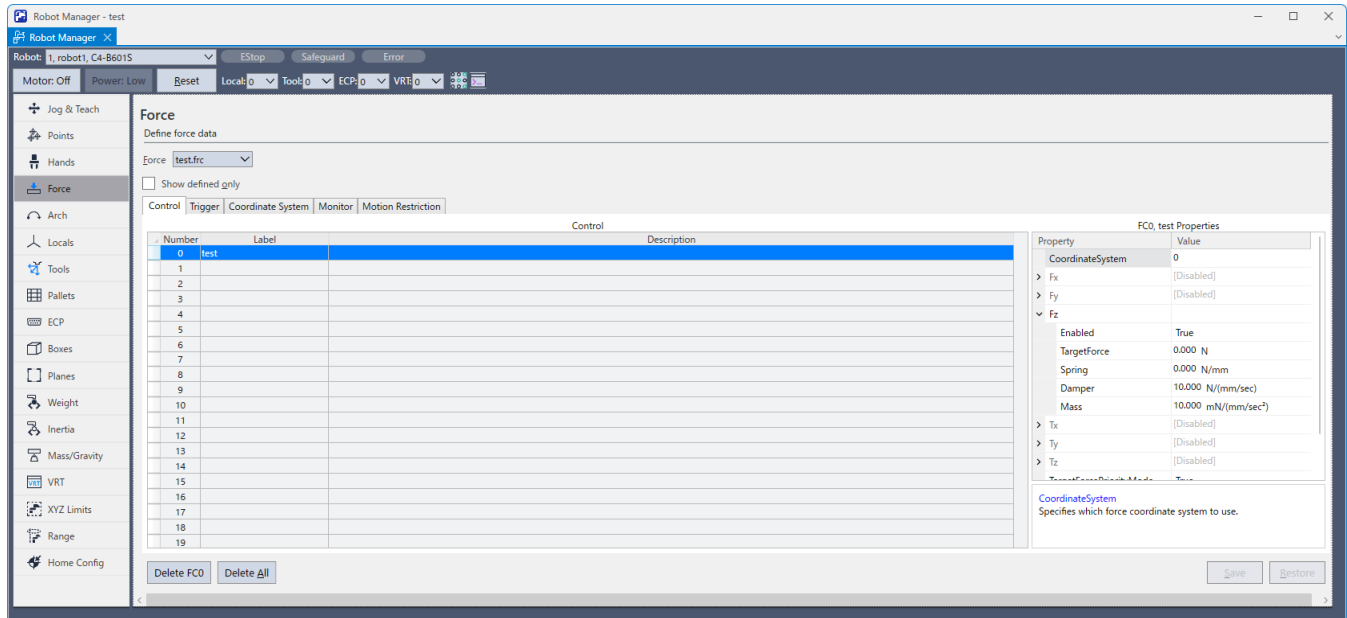 Robot Manager - test
Robot Manager
Robot: 1, robot1, C4-B601S EStop Safeguard Error
Motor: Off Power: Low Reset Local: 0 Tool: 0 ECP: 0 VRT: 0
Jog & Teach
Points
Hands
Force
Arch
Locals
Tools
Pallets
ECP
Boxes
Planes
Weight
Inertia
Mass/Gravity
VRT
XYZ Limits
Range
Home Config
Force
Define force data
Force test.frc
Show defined only
Control Trigger Coordinate System Monitor Motion Restriction
Control
Number Label Description
0 test
1
2
3
4
5
6
7
8
9
10
11
12
13
14
15
16
17
18
19
FC0, test Properties
Property Value
CoordinateSystem 0
Fx [Disabled]
Fy [Disabled]
Fz
Enabled True
TargetForce 0.000 N
Spring 0.000 N/mm
Damper 10.000 N/(mm/sec)
Mass 10.000 mN/(mm/sec²)
Tx [Disabled]
Ty [Disabled]
Tz [Disabled]
TargetForcePriorityMode True
CoordinateSystem
Specifies which force coordinate system to use.
Delete FC0 Delete All Save Restore